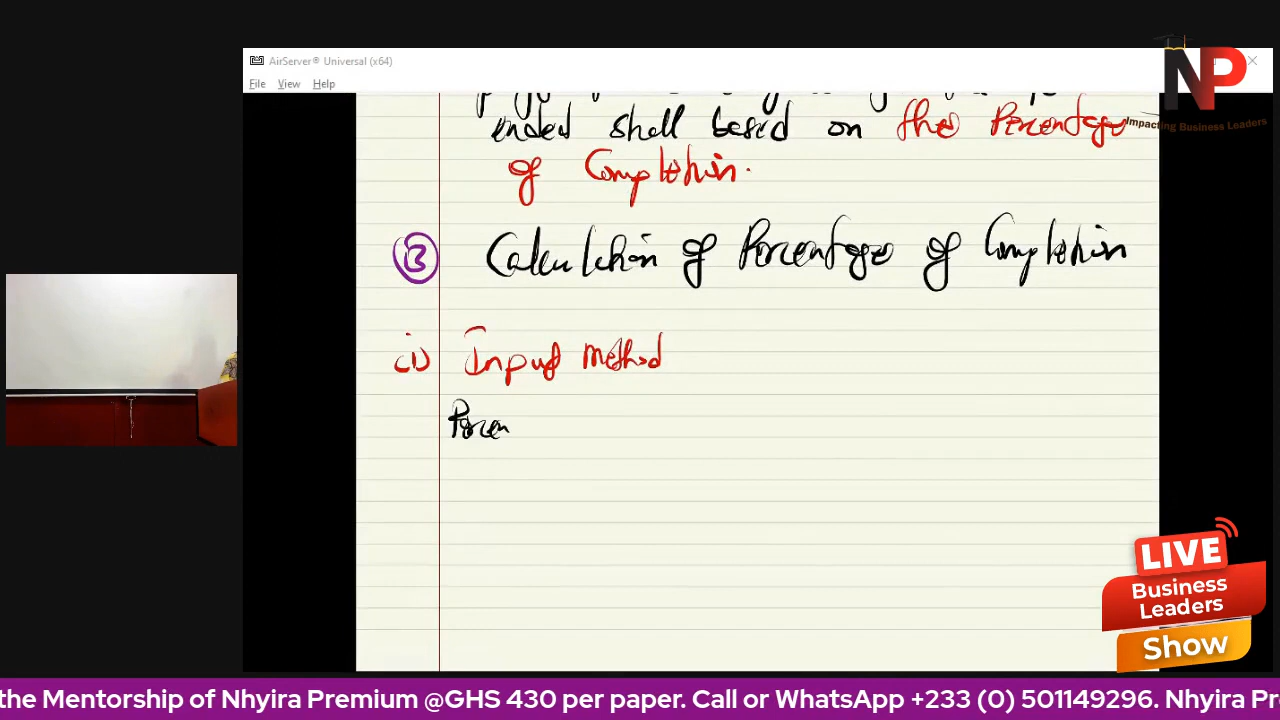 AirServer® Universal (x64)
File View Help
NP
Impacting Business Leaders
ended shall based on the Percentage
of Completion.
B Calculation of Percentage of Completion
(i) Input Method
Percen
LIVE
Business
Leaders
Show
the Mentorship of Nhyira Premium @GHS 430 per paper. Call or WhatsApp +233 (0) 501149296. Nhyira Pr